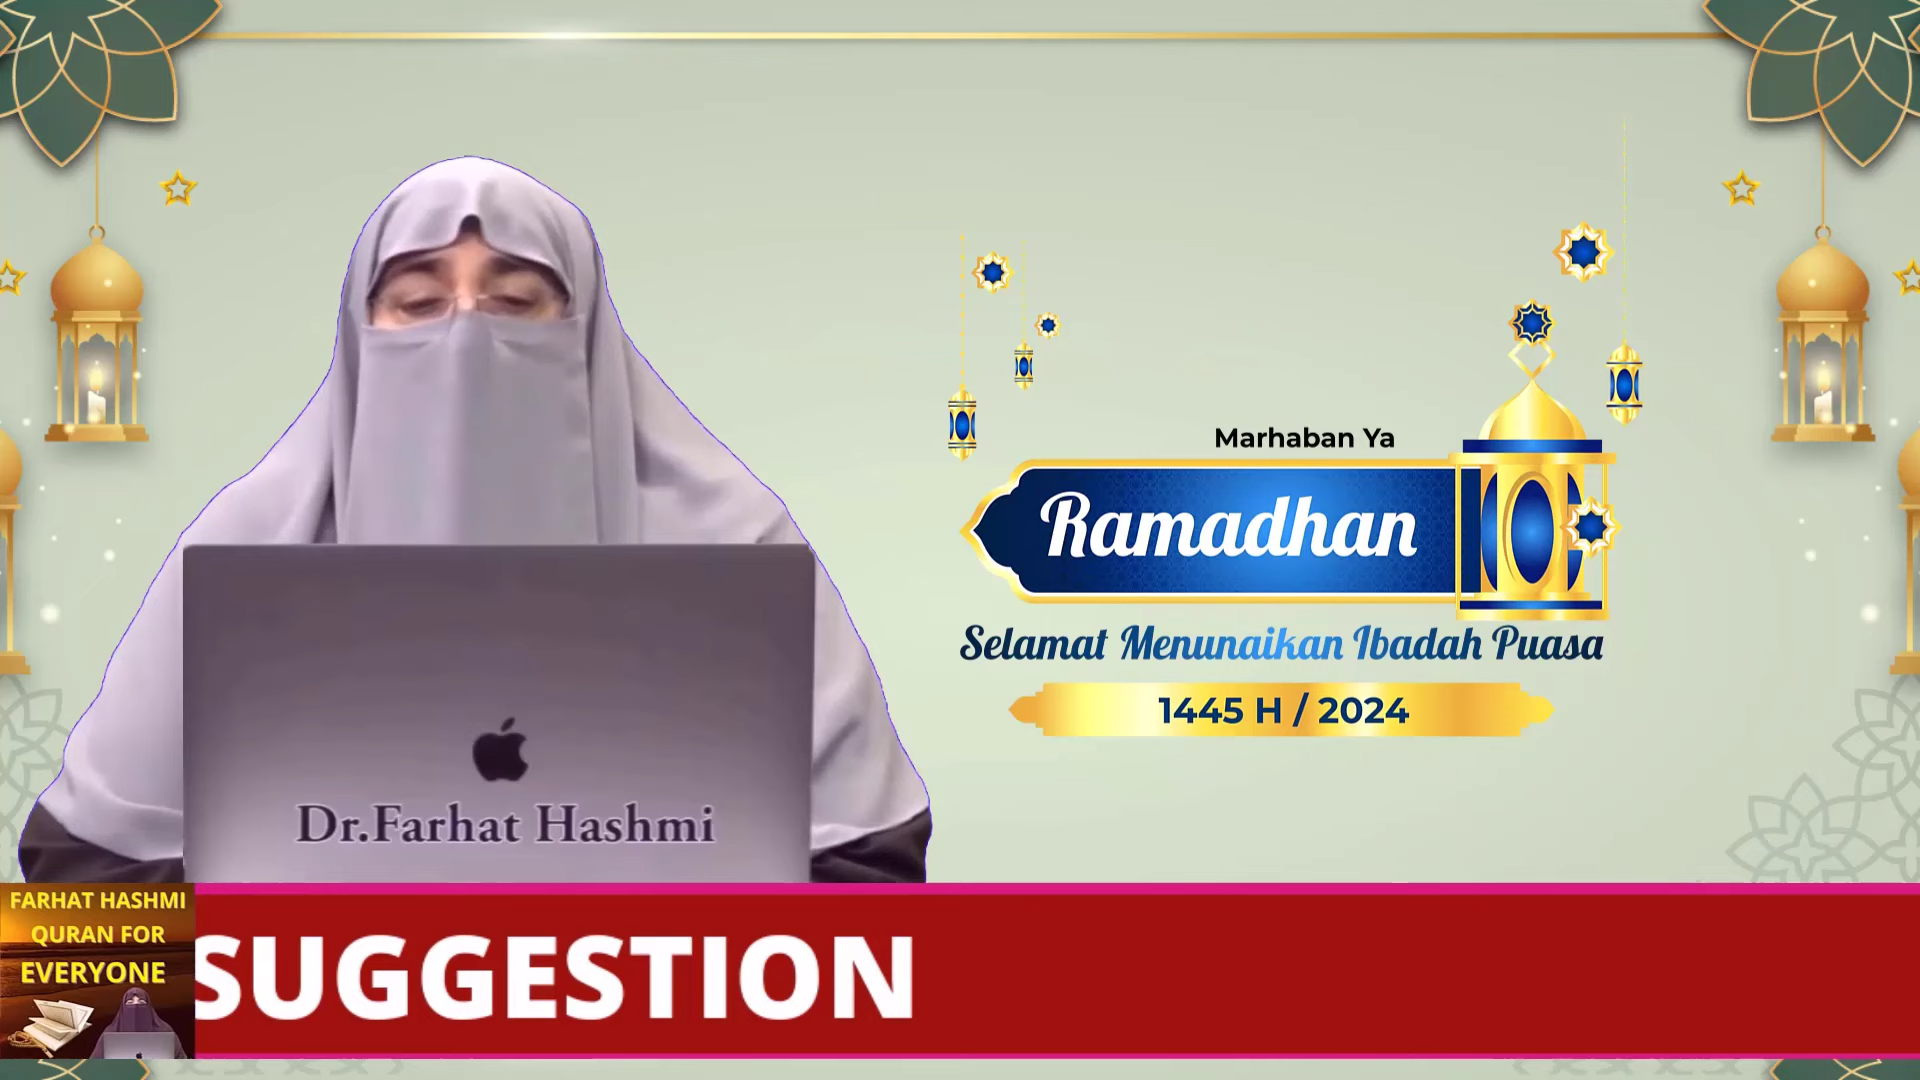 Marhaban Ya
Ramadhan
Selamat Menunaikan Ibadah Puasa
1445 H / 2024
Dr.Farhat Hashmi
FARHAT HASHMI
QURAN FOR
EVERYONE
SUGGESTION